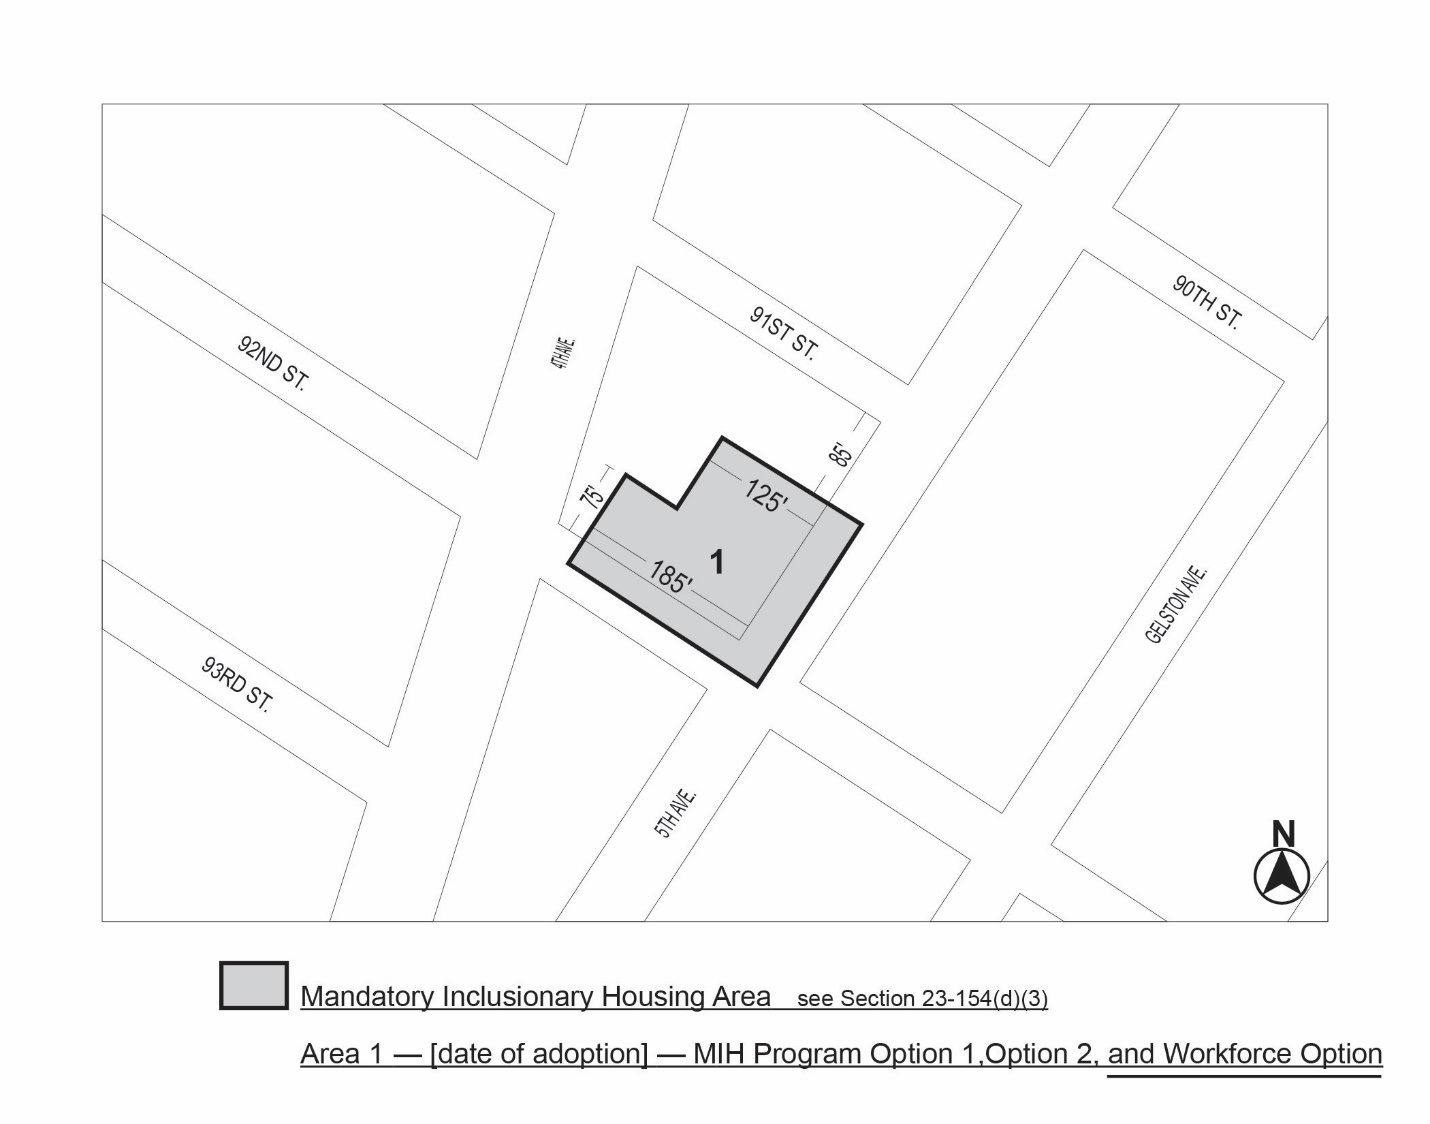 90TH ST.
91ST ST.
92ND ST.
4TH AVE.
85'
125'
75'
1
185'
GELSTON AVE.
93RD ST.
5TH AVE.
N
Mandatory Inclusionary Housing Area see Section 23-154(d)(3)
Area 1 — [date of adoption] — MIH Program Option 1,Option 2, and Workforce Option